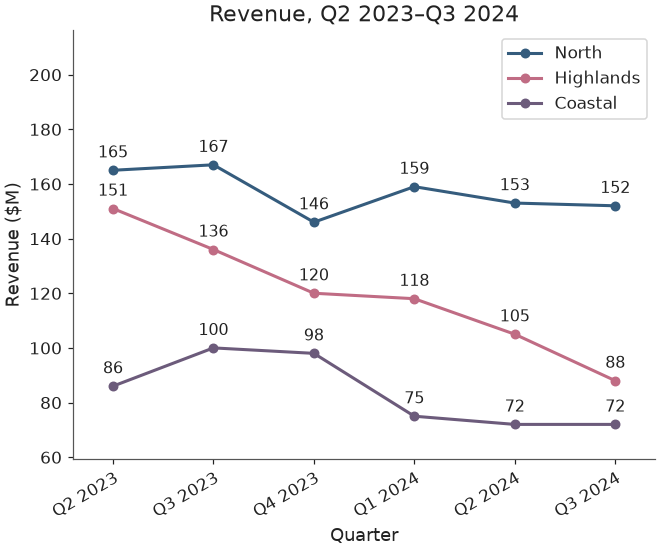 Revenue, Q2 2023–Q3 2024
North
Highlands
Coastal
Revenue ($M)
200
180
160
140
120
100
80
60
165
167
146
159
153
152
151
136
120
118
105
88
86
100
98
75
72
72
Q2 2023
Q3 2023
Q4 2023
Q1 2024
Q2 2024
Q3 2024
Quarter